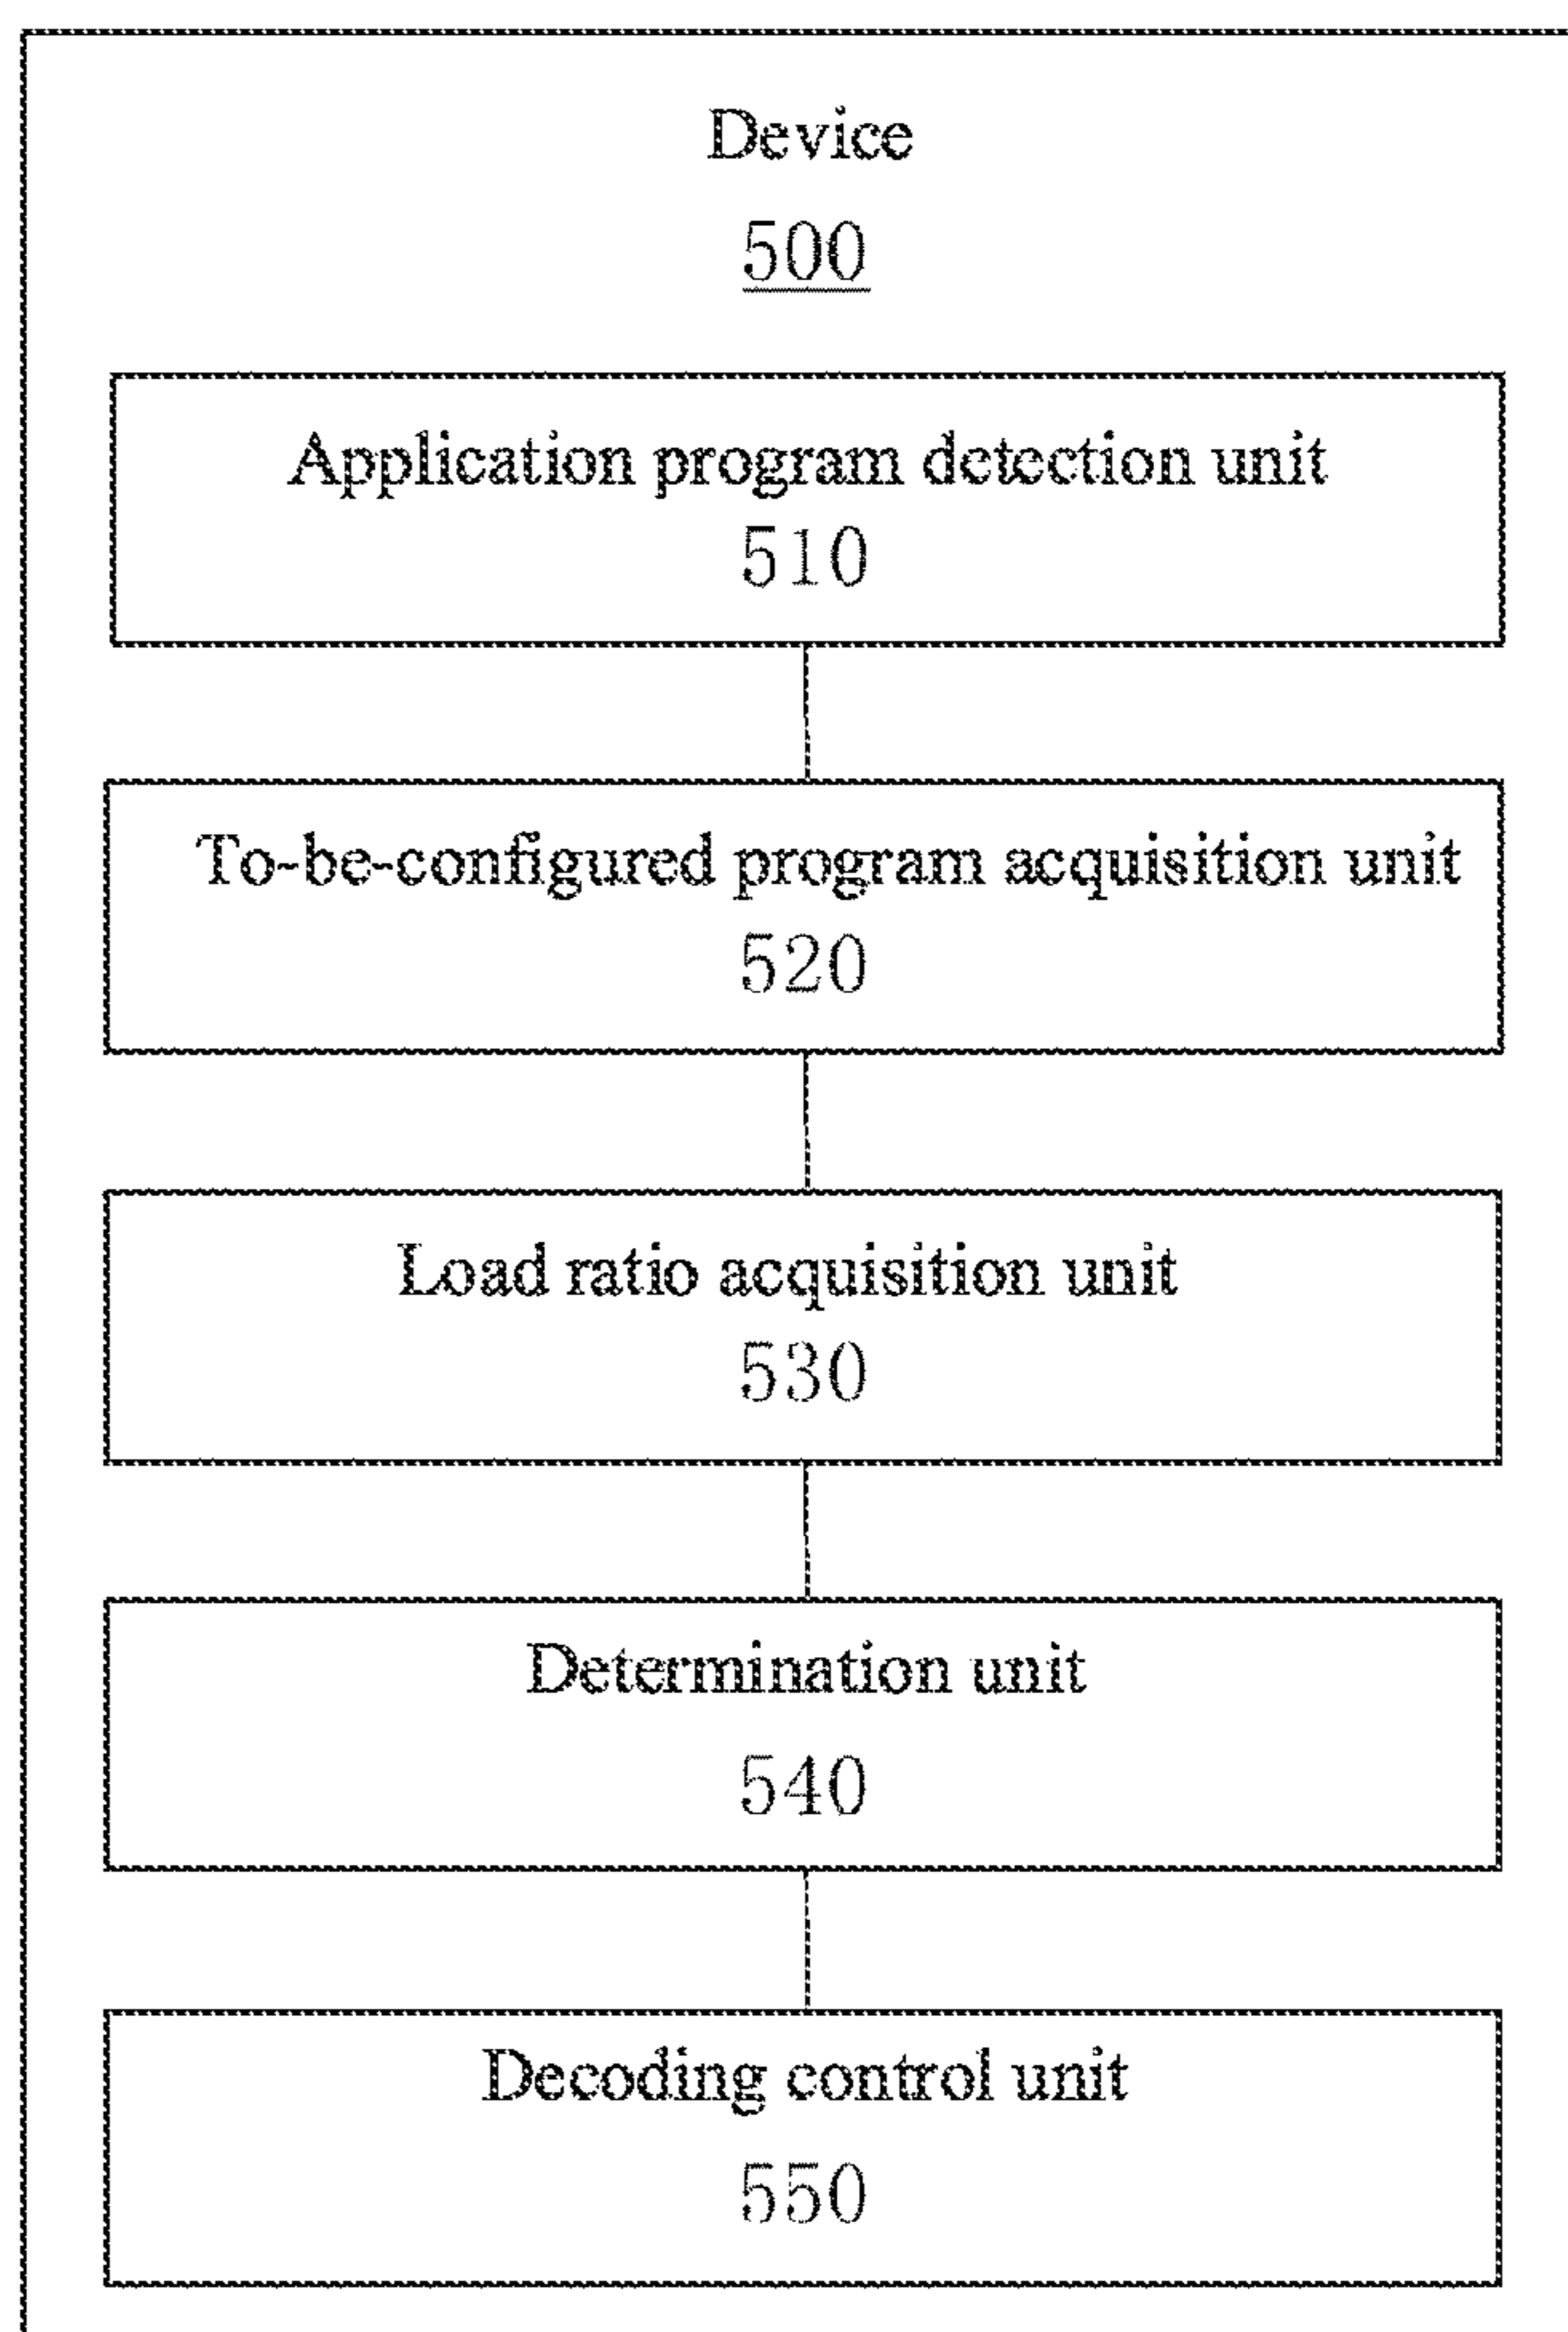 Device
500
Application program detection unit
510
To-be-configured program acquisition unit
520
Load ratio acquisition unit
530
Determination unit
540
Decoding control unit
550